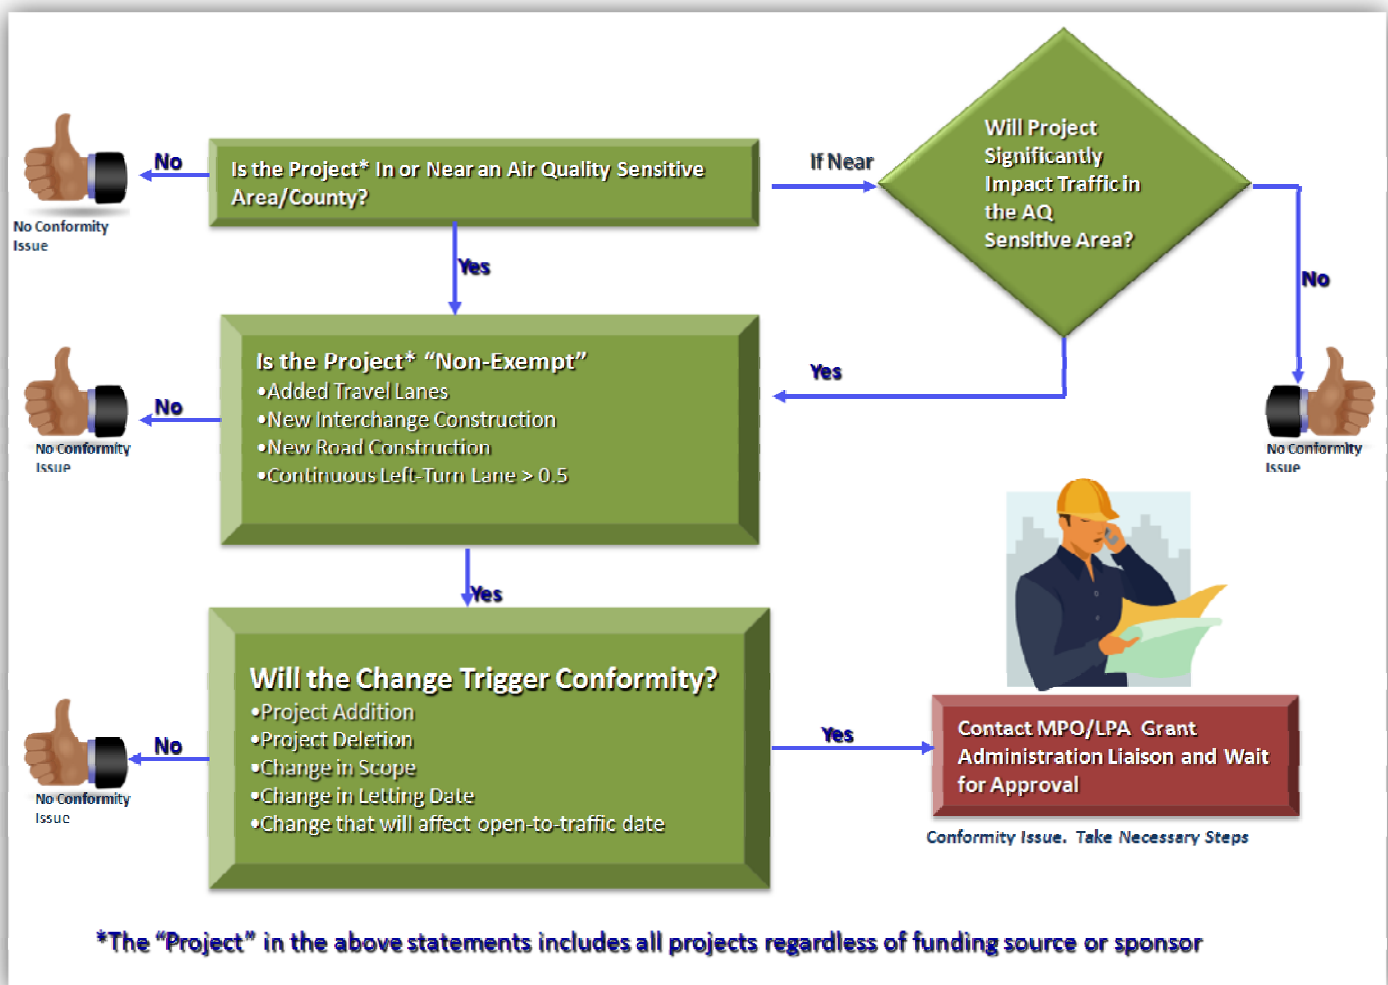 No
Is the Project* In or Near an Air Quality Sensitive
Area/County?
If Near
Will Project
Significantly
Impact Traffic in
the AQ
Sensitive Area?
No Conformity
Issue
Yes
No
Is the Project* “Non-Exempt”
•Added Travel Lanes
•New Interchange Construction
•New Road Construction
•Continuous Left-Turn Lane > 0.5
Yes
No
No Conformity
Issue
No Conformity
Issue
Yes
Will the Change Trigger Conformity?
•Project Addition
•Project Deletion
•Change in Scope
•Change in Letting Date
•Change that will affect open-to-traffic date
No
No Conformity
Issue
Yes
Contact MPO/LPA Grant
Administration Liaison and Wait
for Approval
Conformity Issue. Take Necessary Steps
*The “Project” in the above statements includes all projects regardless of funding source or sponsor